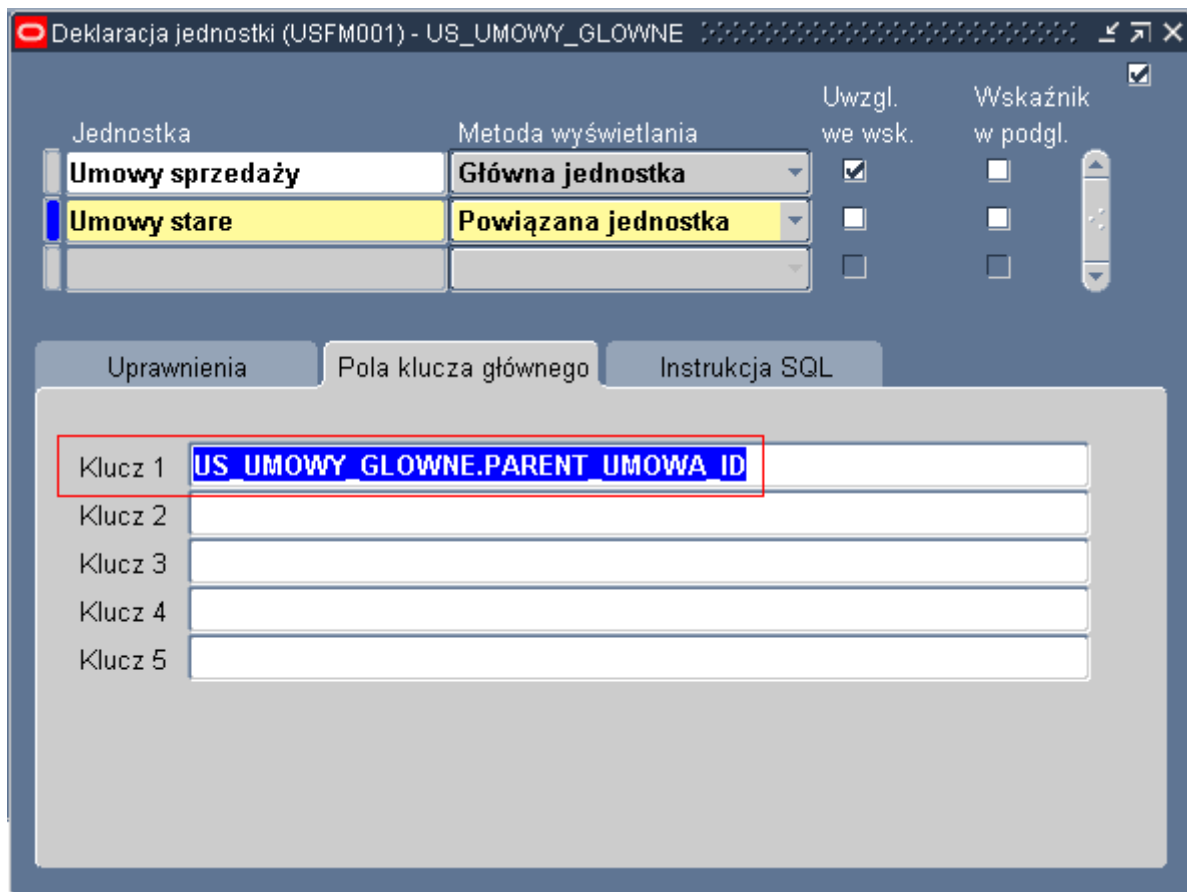 Deklaracja jednostki (USFM001) - US_UMOWY_GLOWNE
Uwzgl. Wskaźnik
Jednostka Metoda wyświetlania we wsk. w podgl.
Umowy sprzedaży Główna jednostka
Umowy stare Powiązana jednostka
Uprawnienia Pola klucza głównego Instrukcja SQL
Klucz 1 US_UMOWY_GLOWNE.PARENT_UMOWA_ID
Klucz 2
Klucz 3
Klucz 4
Klucz 5